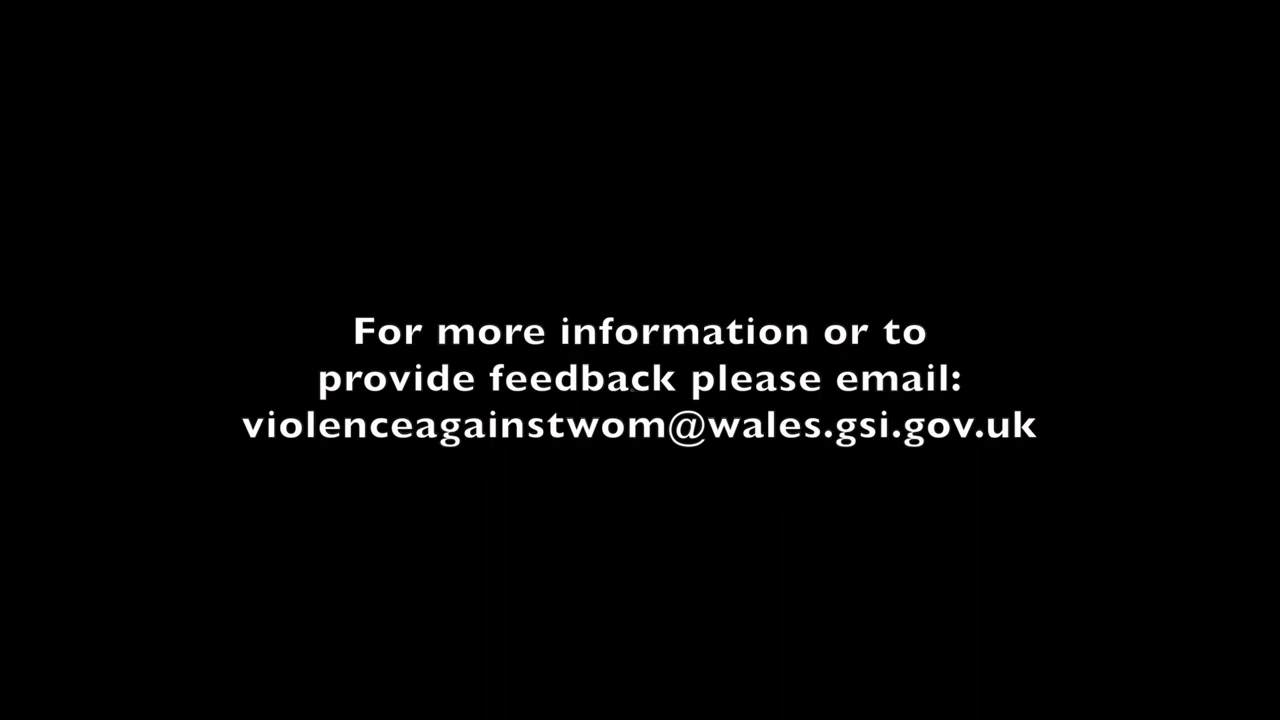 For more information or to
provide feedback please email:
violenceagainstwom@wales.gsi.gov.uk